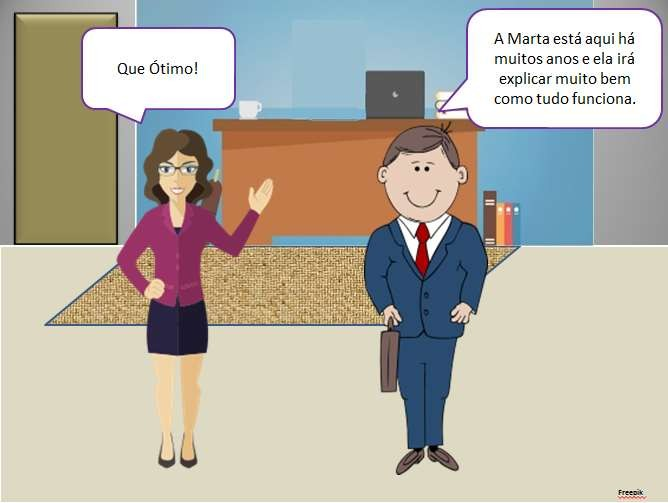 Que Ótimo!
A Marta está aqui há
muitos anos e ela irá
explicar muito bem
como tudo funciona.
Freepik